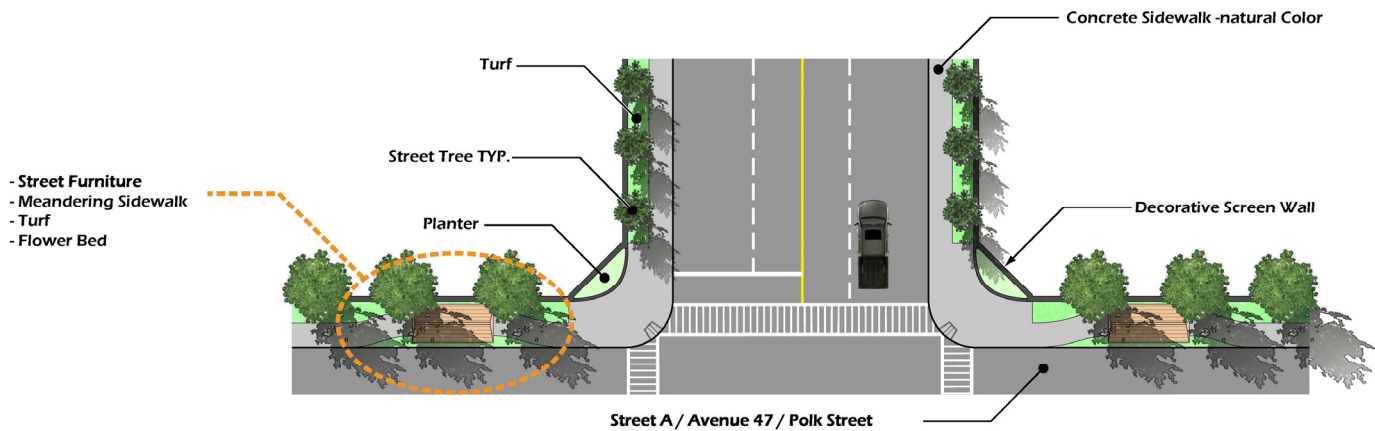 Concrete Sidewalk -natural Color
Turf
Street Tree TYP.
- Street Furniture
- Meandering Sidewalk
- Turf
- Flower Bed
Planter
Decorative Screen Wall
Street A / Avenue 47 / Polk Street